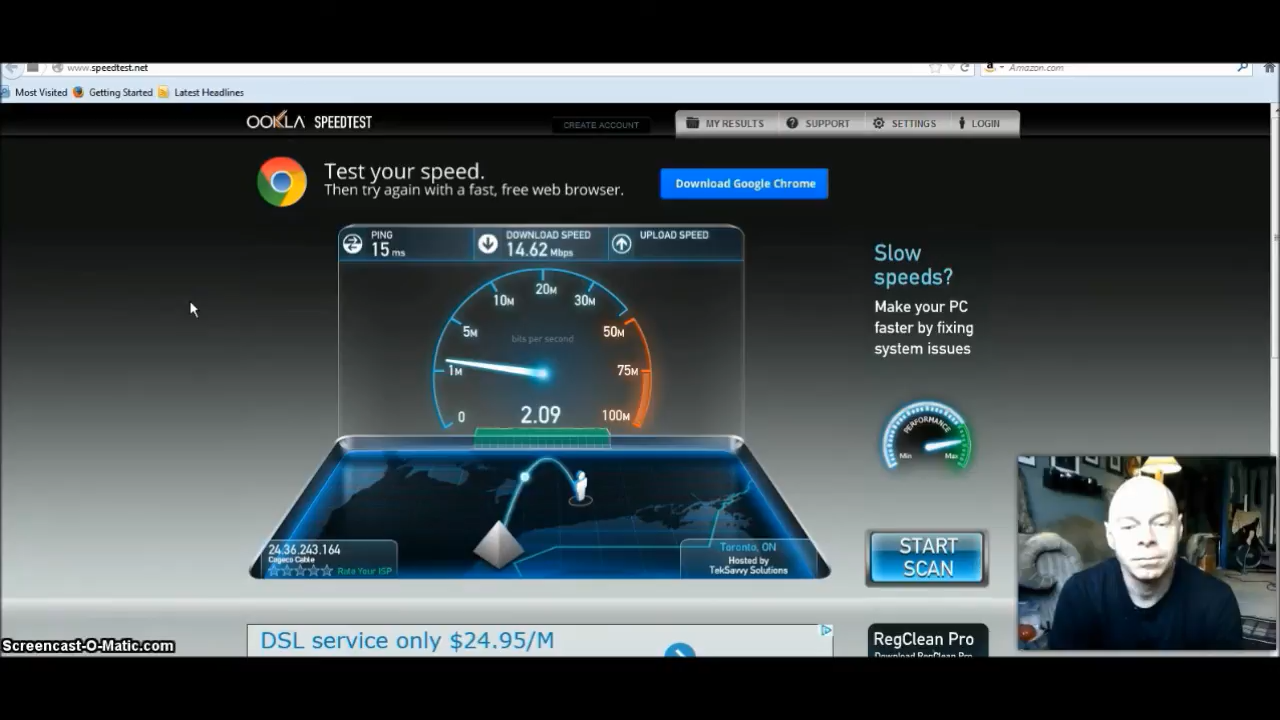 www.speedtest.net
Amazon.com
Most Visited Getting Started Latest Headlines
OOKLA SPEEDTEST
CREATE ACCOUNT
MY RESULTS SUPPORT SETTINGS LOGIN
Test your speed.
Then try again with a fast, free web browser.
Download Google Chrome
PING
15 ms
DOWNLOAD SPEED
14.62 Mbps
UPLOAD SPEED
20M
10M
30M
5M
50M
bits per second
1M
75M
0
2.09
100M
Slow
speeds?
Make your PC
faster by fixing
system issues
PERFORMANCE
Min Max
24.36.243.164
Cogeco Cable
Rate Your ISP
Toronto, ON
Hosted by
TekSavvy Solutions
START
SCAN
DSL service only $24.95/M
RegClean Pro
Download RegClean Pro
Screencast-O-Matic.com